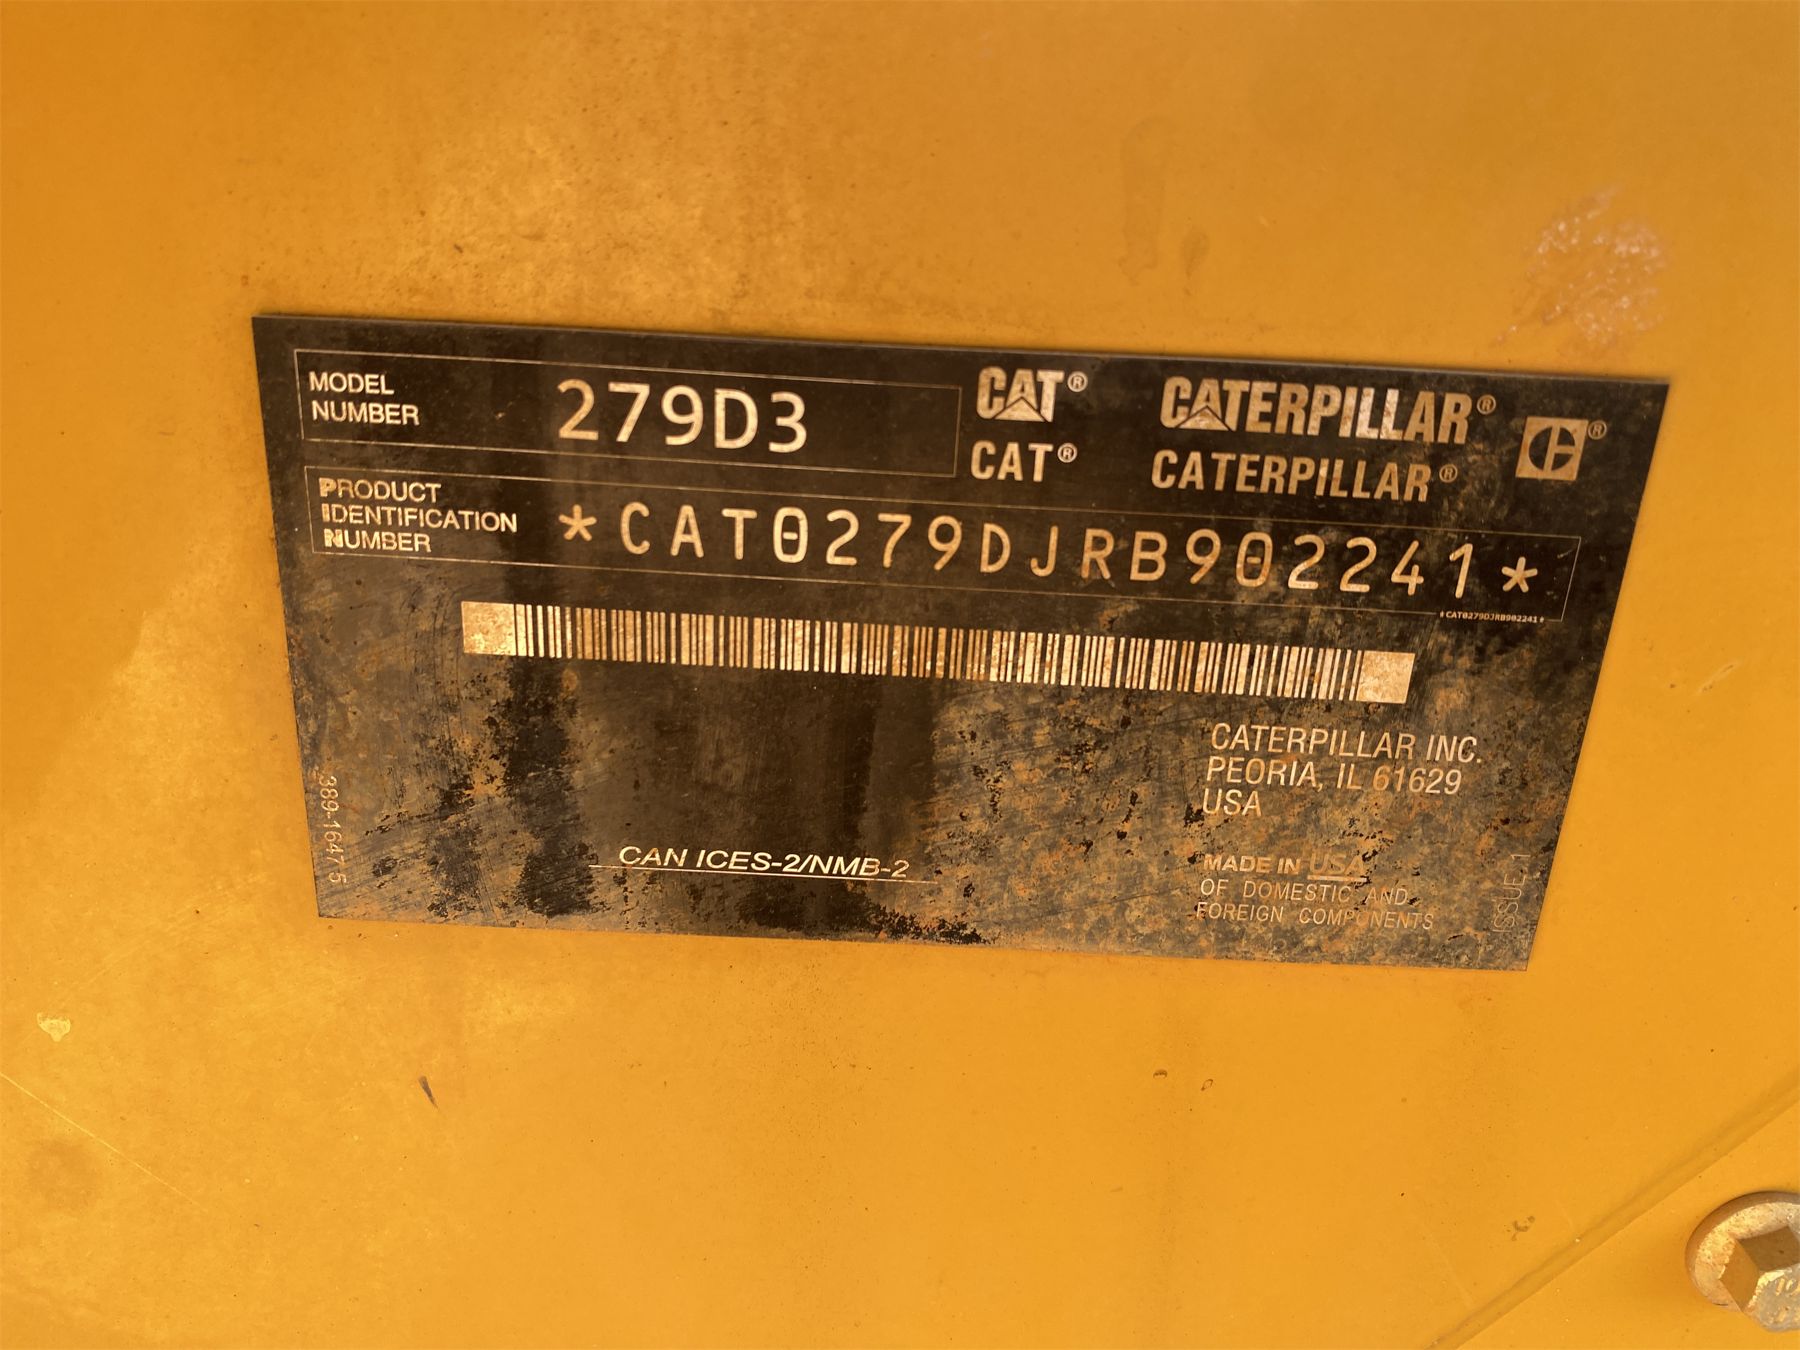 MODEL
NUMBER
279D3
CAT®
CATERPILLAR®
CAT®
CATERPILLAR®
PRODUCT
IDENTIFICATION
NUMBER
*CAT0279DJRB902241*
*CAT0279DJRB902241*
CATERPILLAR INC.
PEORIA, IL 61629
USA
389-1647 5
CAN ICES-2/NMB-2
MADE IN USA
OF DOMESTIC AND
FOREIGN COMPONENTS
ISSUE 1